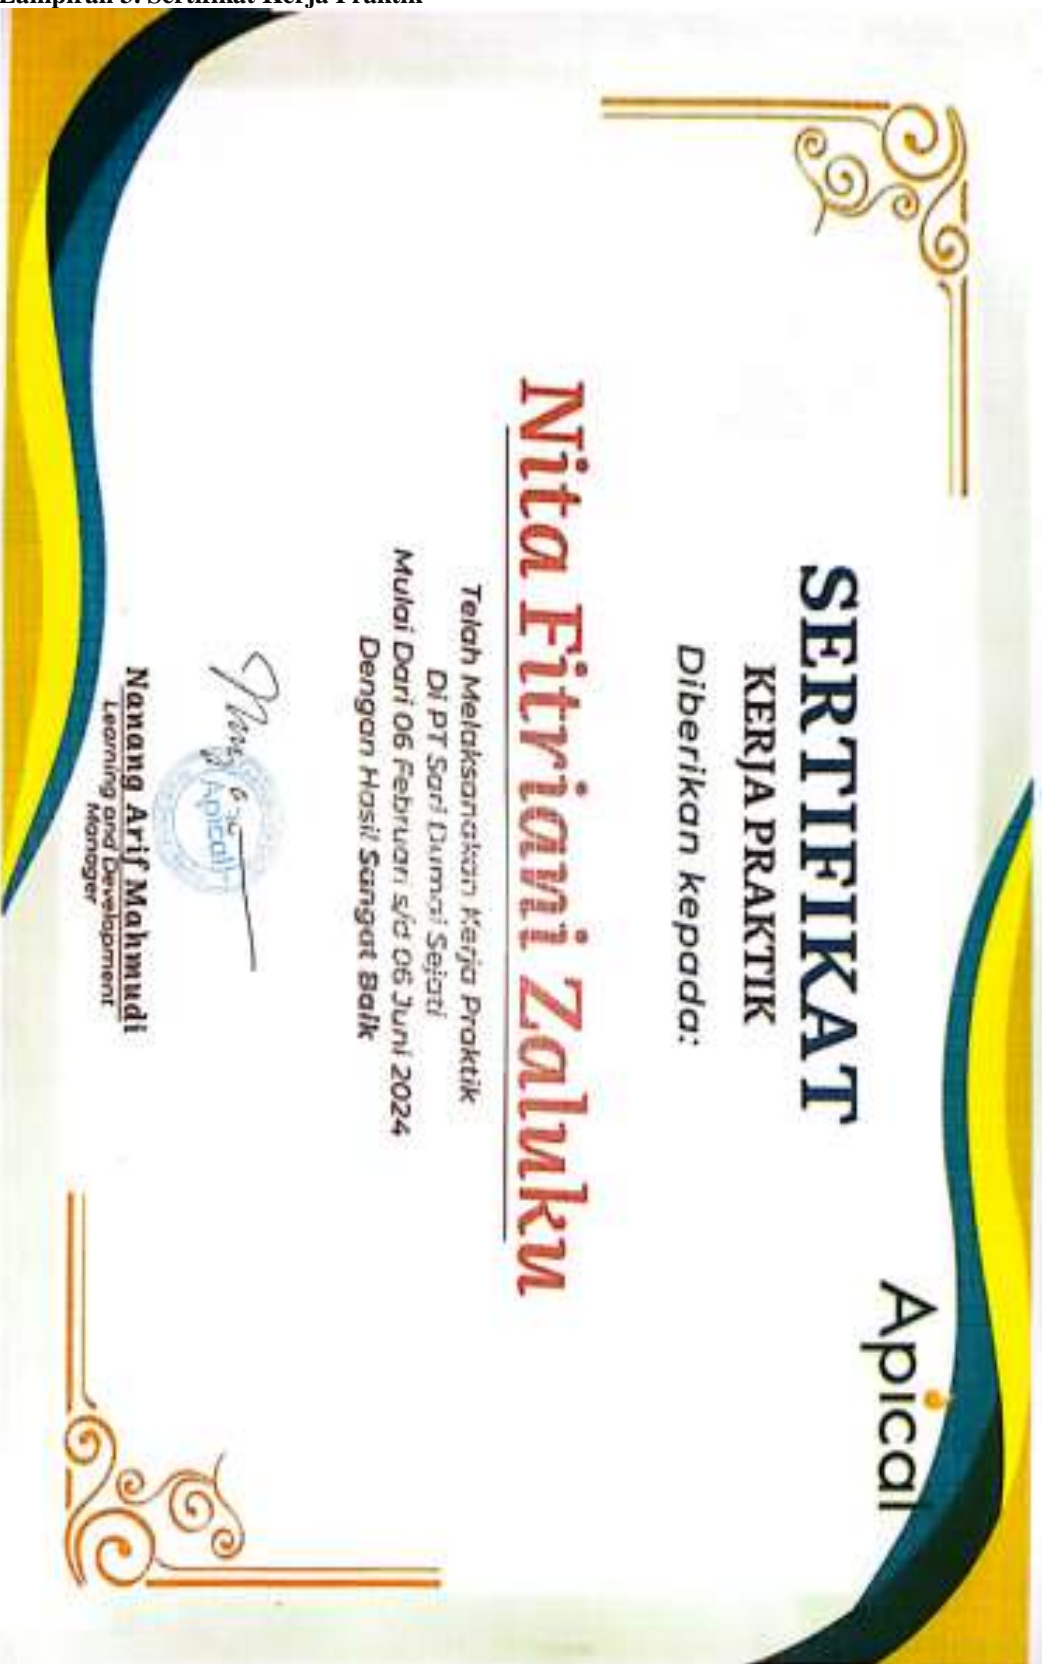 Lampiran 3. Sertifikat Kerja Praktik
Apical
SERTIFIKAT
KERJA PRAKTIK
Diberikan kepada:
Nita Fitriani Zaluku
Telah Melaksanakan Kerja Praktik
Di PT Sari Dumai Sejati
Mulai Dari 06 Februari s/d 06 Juni 2024
Dengan Hasil Sangat Baik
Apical
Nanang Arif Mahmudi
Learning and Development
Manager